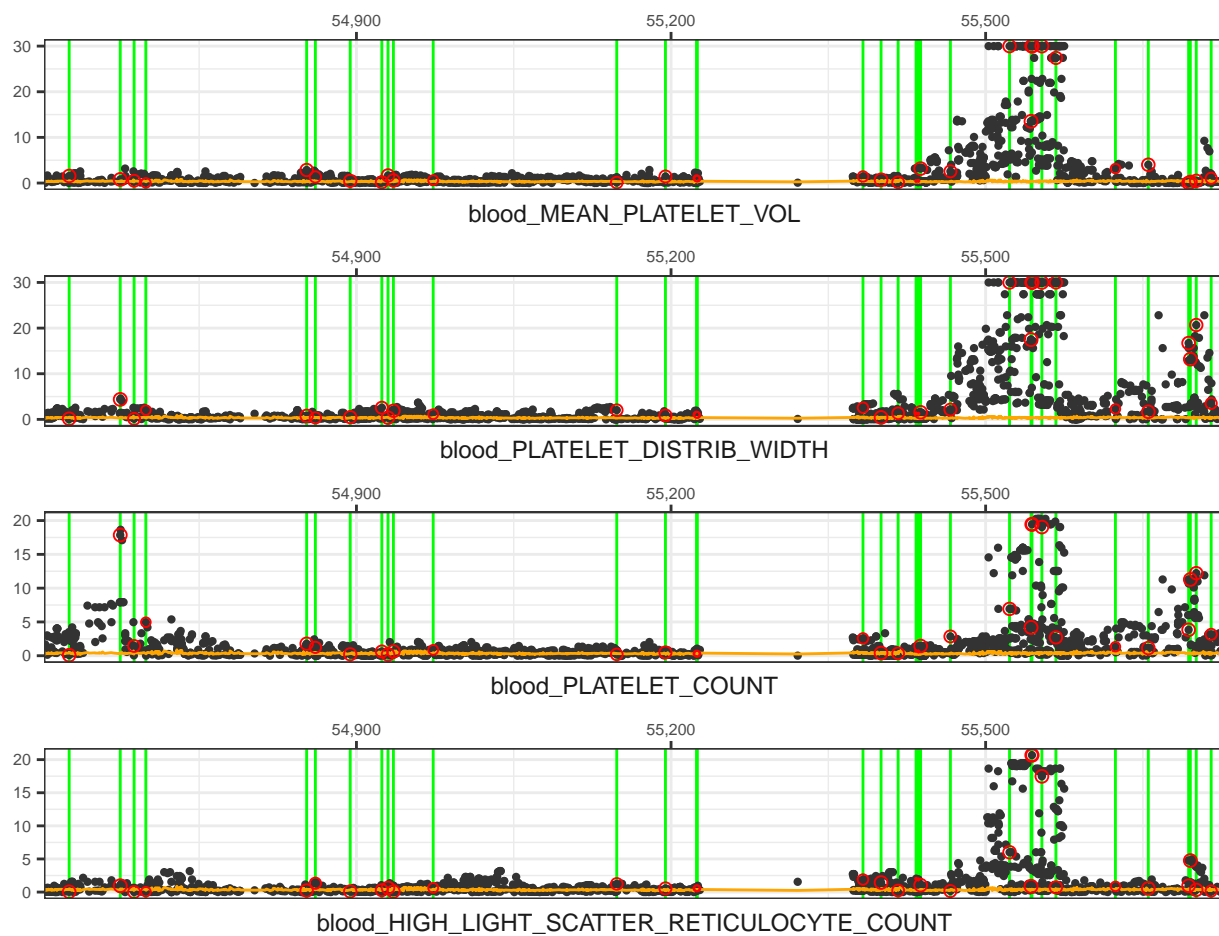 54,900 55,200 55,500
30
20
10
0
blood_MEAN_PLATELET_VOL
54,900 55,200 55,500
30
20
10
0
blood_PLATELET_DISTRIB_WIDTH
54,900 55,200 55,500
20
15
10
5
0
blood_PLATELET_COUNT
54,900 55,200 55,500
20
15
10
5
0
blood_HIGH_LIGHT_SCATTER_RETICULOCYTE_COUNT